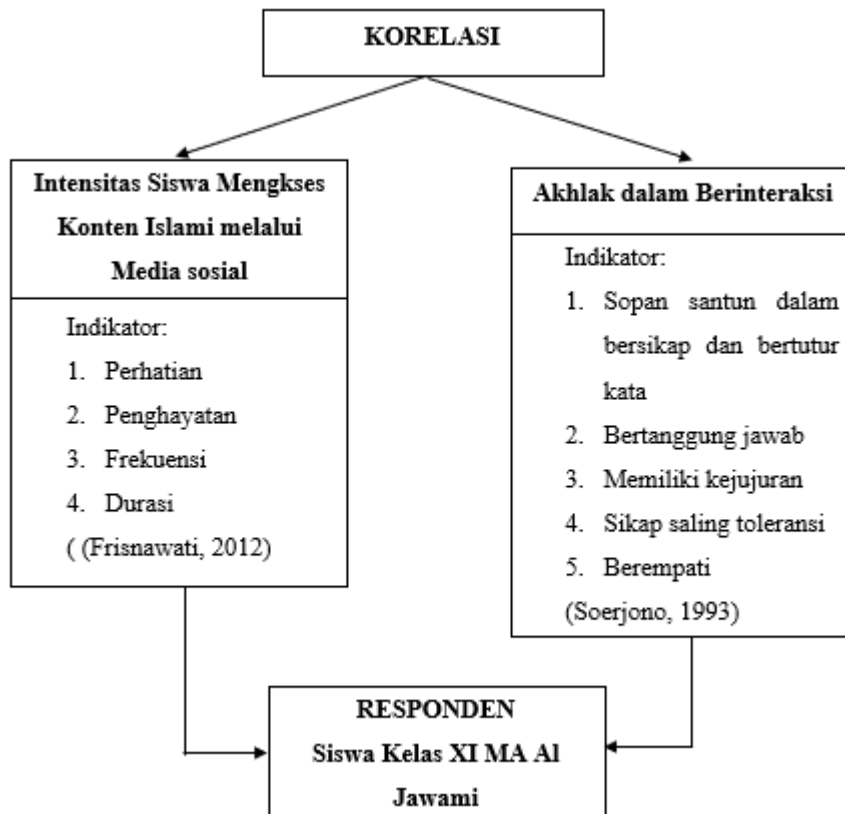 KORELASI
Intensitas Siswa Mengkses
Konten Islami melalui
Media sosial
Indikator:
1. Perhatian
2. Penghayatan
3. Frekuensi
4. Durasi
( (Frisnawati, 2012)
Akhlak dalam Berinteraksi
Indikator:
1. Sopan santun dalam
bersikap dan bertutur
kata
2. Bertanggung jawab
3. Memiliki kejujuran
4. Sikap saling toleransi
5. Berempati
(Soerjono, 1993)
RESPONDEN
Siswa Kelas XI MA Al
Jawami